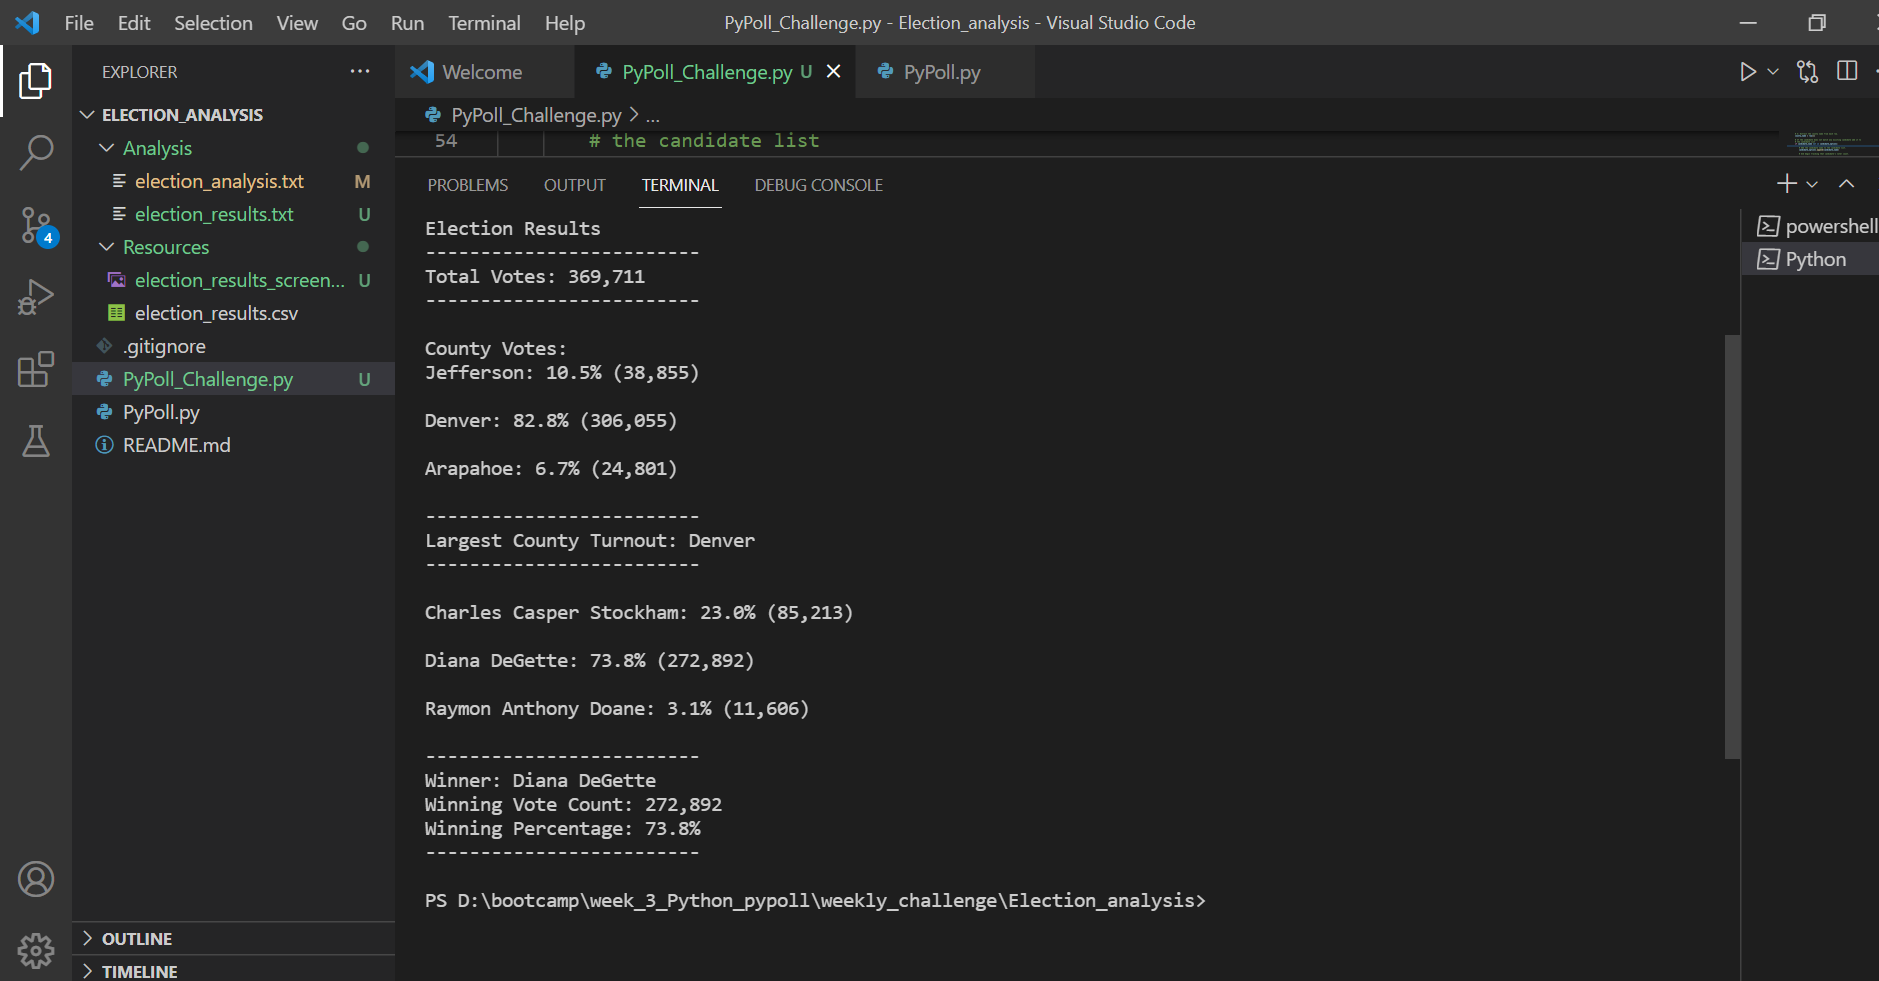 File Edit Selection View Go Run Terminal Help PyPoll_Challenge.py - Election_analysis - Visual Studio Code
EXPLORER ...
ELECTION_ANALYSIS
Analysis
election_analysis.txt M
election_results.txt U
4
Resources
election_results_screen... U
election_results.csv
.gitignore
PyPoll_Challenge.py U
PyPoll.py
README.md
OUTLINE
TIMELINE
Welcome PyPoll_Challenge.py U PyPoll.py
PyPoll_Challenge.py > ...
54 # the candidate list
PROBLEMS OUTPUT TERMINAL DEBUG CONSOLE
Election Results
-------------------------
Total Votes: 369,711
-------------------------
County Votes:
Jefferson: 10.5% (38,855)
Denver: 82.8% (306,055)
Arapahoe: 6.7% (24,801)
-------------------------
Largest County Turnout: Denver
-------------------------
Charles Casper Stockham: 23.0% (85,213)
Diana DeGette: 73.8% (272,892)
Raymon Anthony Doane: 3.1% (11,606)
-------------------------
Winner: Diana DeGette
Winning Vote Count: 272,892
Winning Percentage: 73.8%
-------------------------
PS D:\bootcamp\week_3_Python_pypoll\weekly_challenge\Election_analysis>
powershell
Python